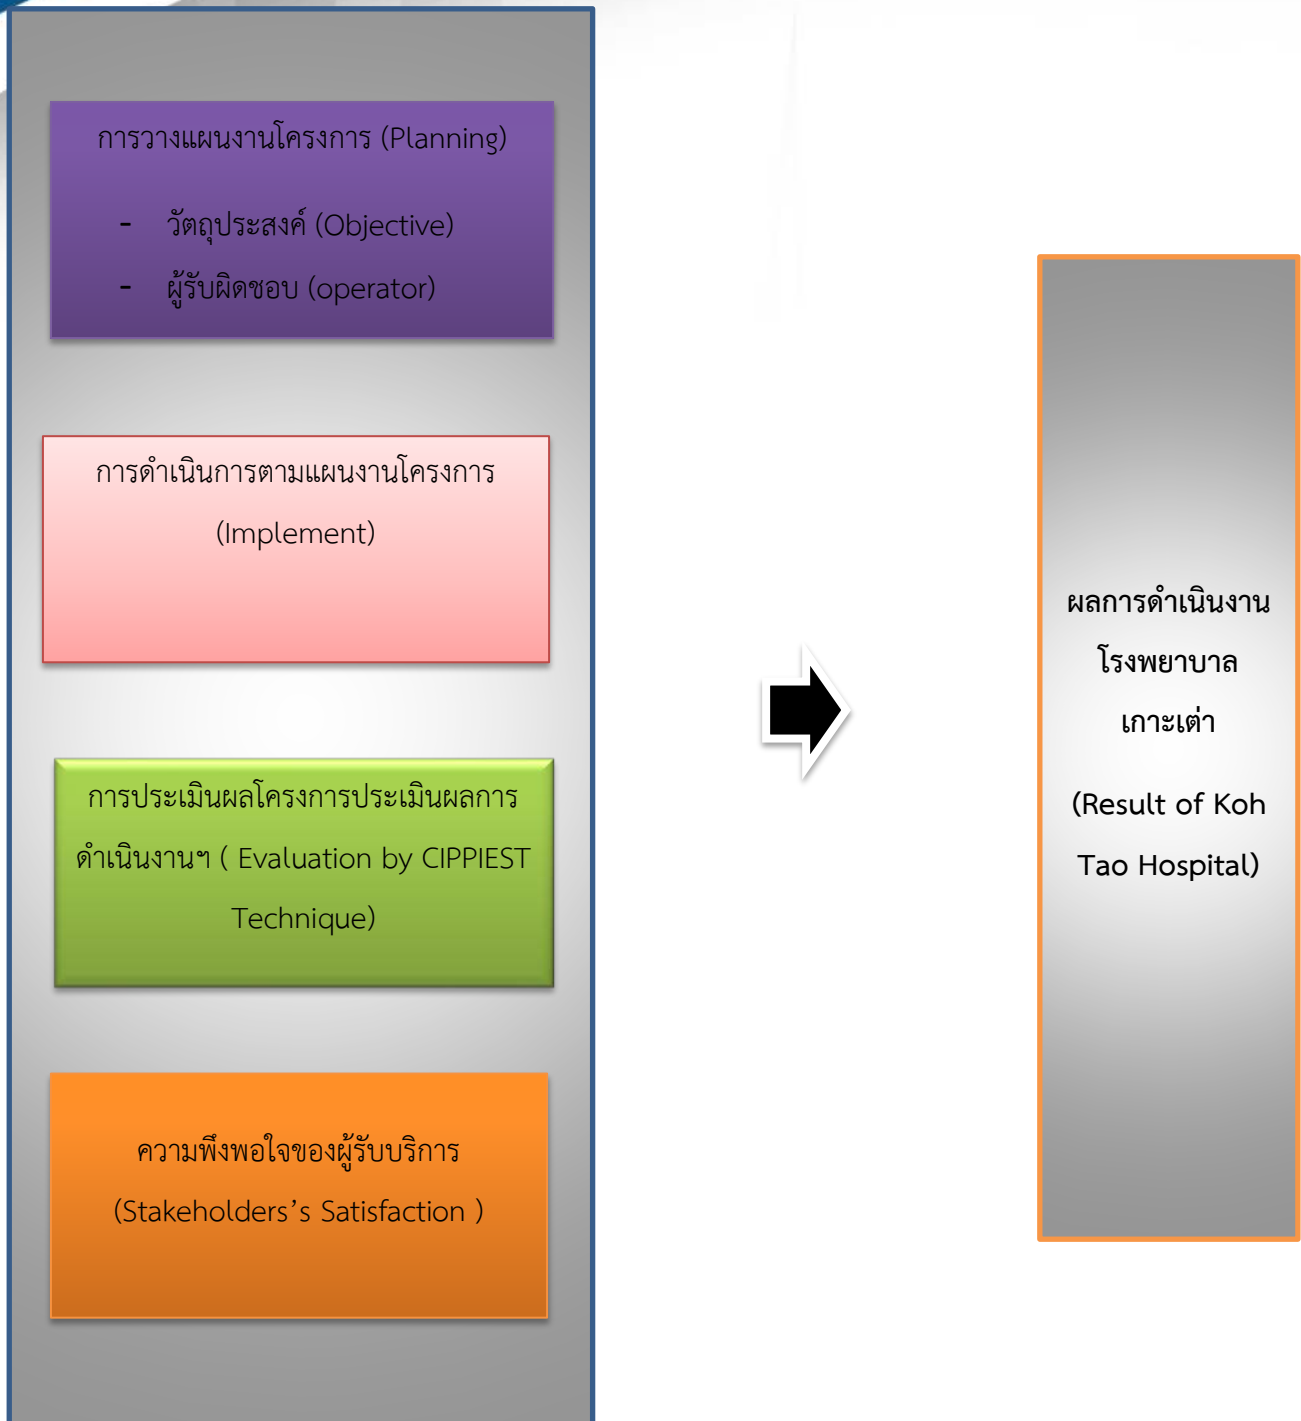 การวางแผนงานโครงการ (Planning)
- วัตถุประสงค์ (Objective)
- ผู้รับผิดชอบ (operator)
การดำเนินการตามแผนงานโครงการ
(Implement)
การประเมินผลโครงการประเมินผลการ
ดำเนินงานฯ ( Evaluation by CIPPIEST
Technique)
ความพึงพอใจของผู้รับบริการ
(Stakeholders’s Satisfaction )
ผลการดำเนินงาน
โรงพยาบาล
เกาะเต่า
(Result of Koh
Tao Hospital)